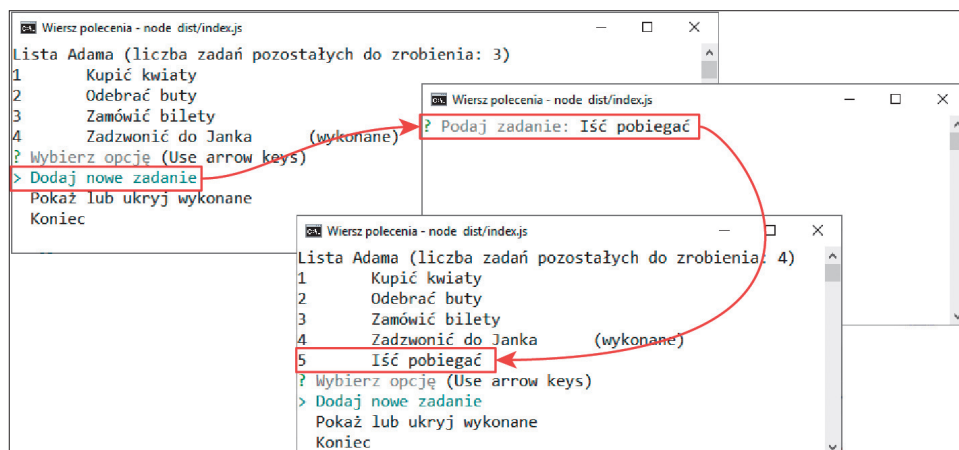 Wiersz polecenia - node dist/index.js
Lista Adama (liczba zadań pozostałych do zrobienia: 3)
1 Kupić kwiaty
2 Odebrać buty
3 Zamówić bilety
4 Zadzwonić do Janka (wykonane)
? Wybierz opcję (Use arrow keys)
> Dodaj nowe zadanie
Pokaż lub ukryj wykonane
Koniec
Wiersz polecenia - node dist/index.js
? Podaj zadanie: Iść pobiegać
Wiersz polecenia - node dist/index.js
Lista Adama (liczba zadań pozostałych do zrobienia: 4)
1 Kupić kwiaty
2 Odebrać buty
3 Zamówić bilety
4 Zadzwonić do Janka (wykonane)
5 Iść pobiegać
? Wybierz opcję (Use arrow keys)
> Dodaj nowe zadanie
Pokaż lub ukryj wykonane
Koniec